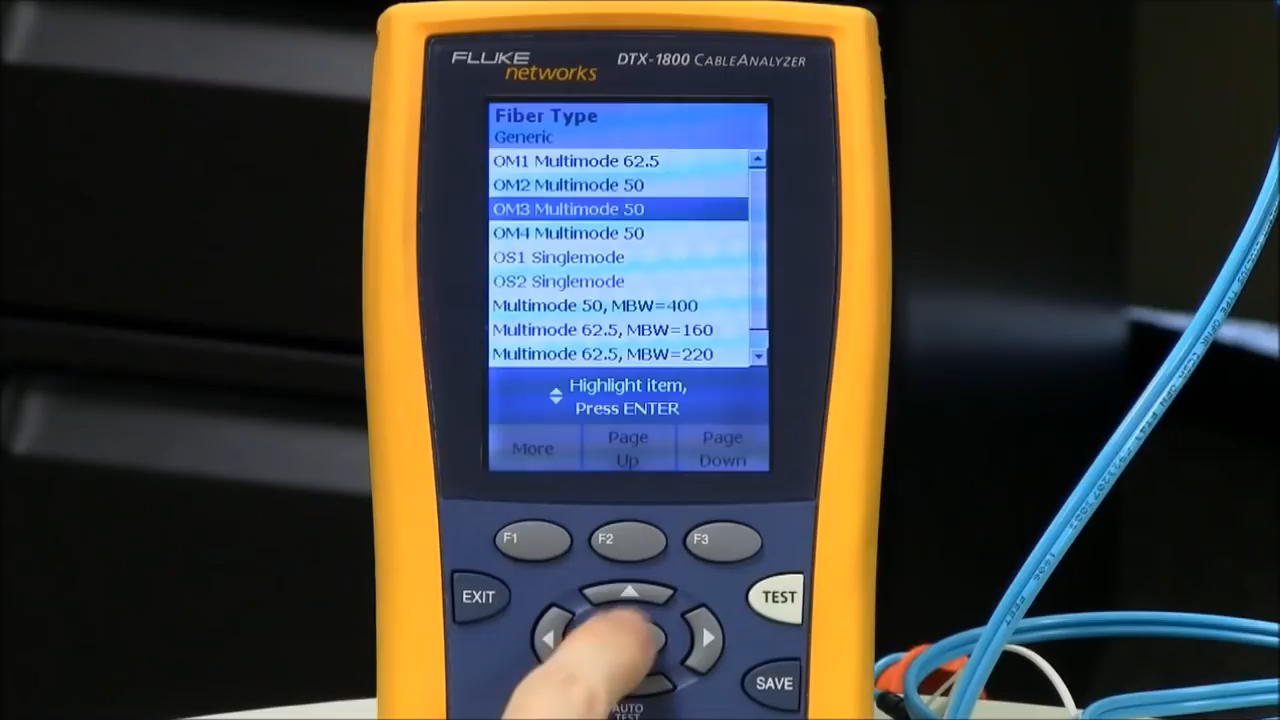 FLUKE
networks
DTX-1800 CABLEANALYZER
Fiber Type
Generic
OM1 Multimode 62.5
OM2 Multimode 50
OM3 Multimode 50
OM4 Multimode 50
OS1 Singlemode
OS2 Singlemode
Multimode 50, MBW=400
Multimode 62.5, MBW=160
Multimode 62.5, MBW=220
Highlight item,
Press ENTER
More
Page Up
Page Down
F1
F2
F3
EXIT
TEST
SAVE
AUTO
TEST
1606 FEET